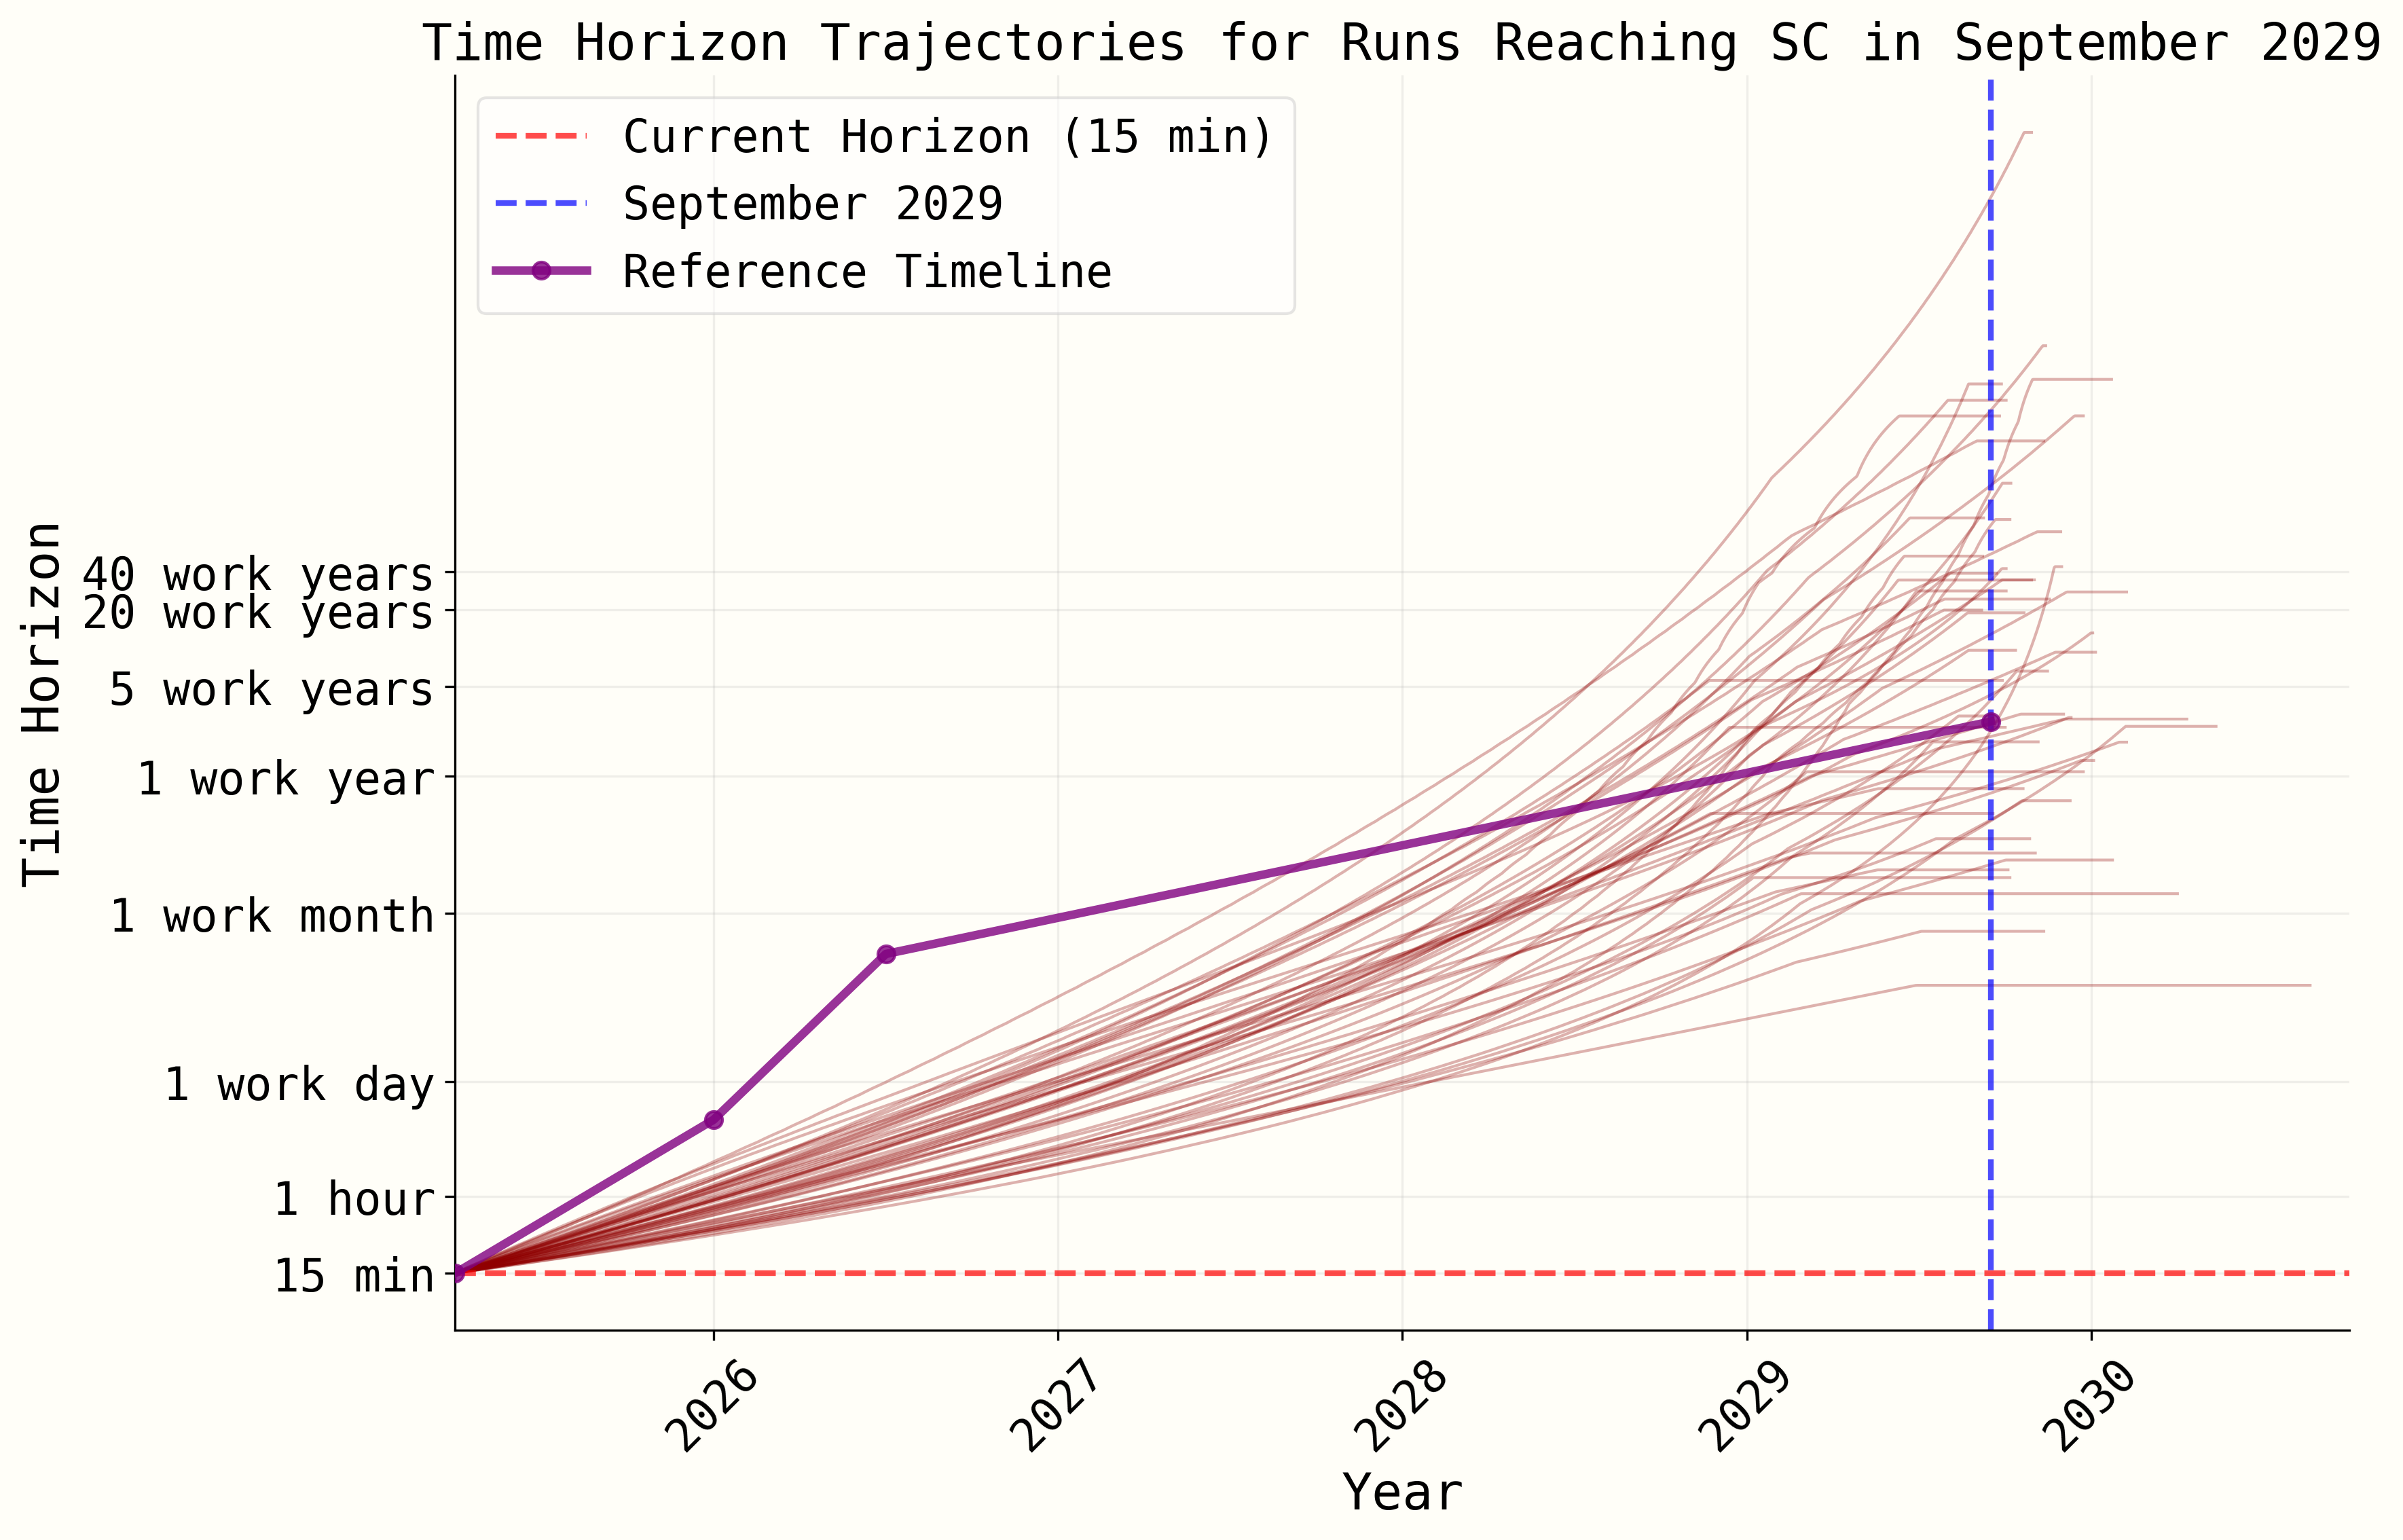 Time Horizon Trajectories for Runs Reaching SC in September 2029
Current Horizon (15 min)
September 2029
Reference Timeline
Time Horizon
40 work years
20 work years
5 work years
1 work year
1 work month
1 work day
1 hour
15 min
2026
2027
2028
2029
2030
Year